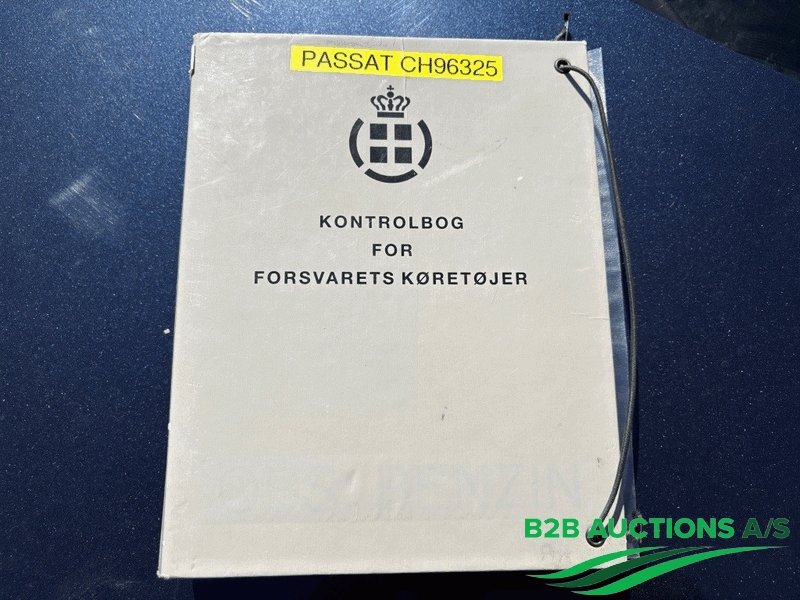 PASSAT CH96325
KONTROLBOG
FOR
FORSVARETS KØRETØJER
B2B AUCTIONS A/S